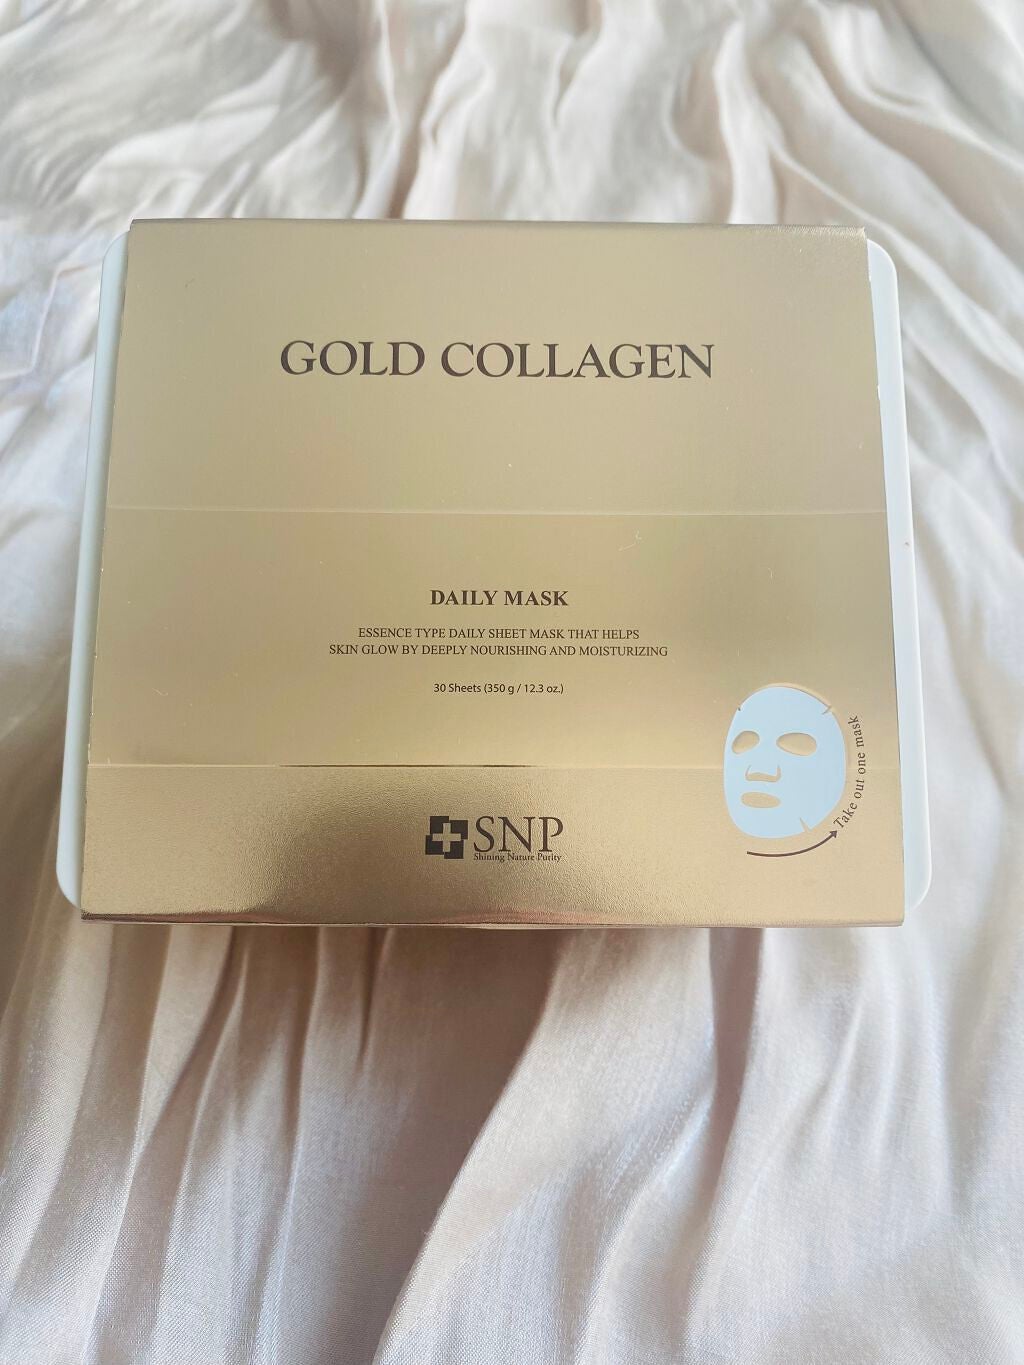 GOLD COLLAGEN
DAILY MASK
ESSENCE TYPE DAILY SHEET MASK THAT HELPS
SKIN GLOW BY DEEPLY NOURISHING AND MOISTURIZING
30 Sheets (350 g / 12.3 oz.)
Take out one mask
SNP
Shining Nature Purity